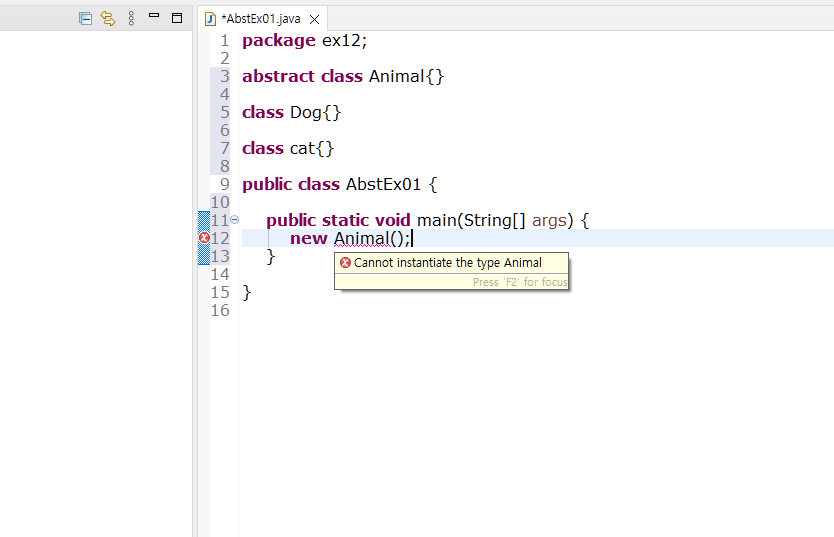 *AbstEx01.java
1 package ex12;
2
3 abstract class Animal{}
4
5 class Dog{}
6
7 class cat{}
8
9 public class AbstEx01 {
10
11 public static void main(String[] args) {
12 new Animal();
Cannot instantiate the type Animal
13 }
Press 'F2' for focus
14
15 }
16